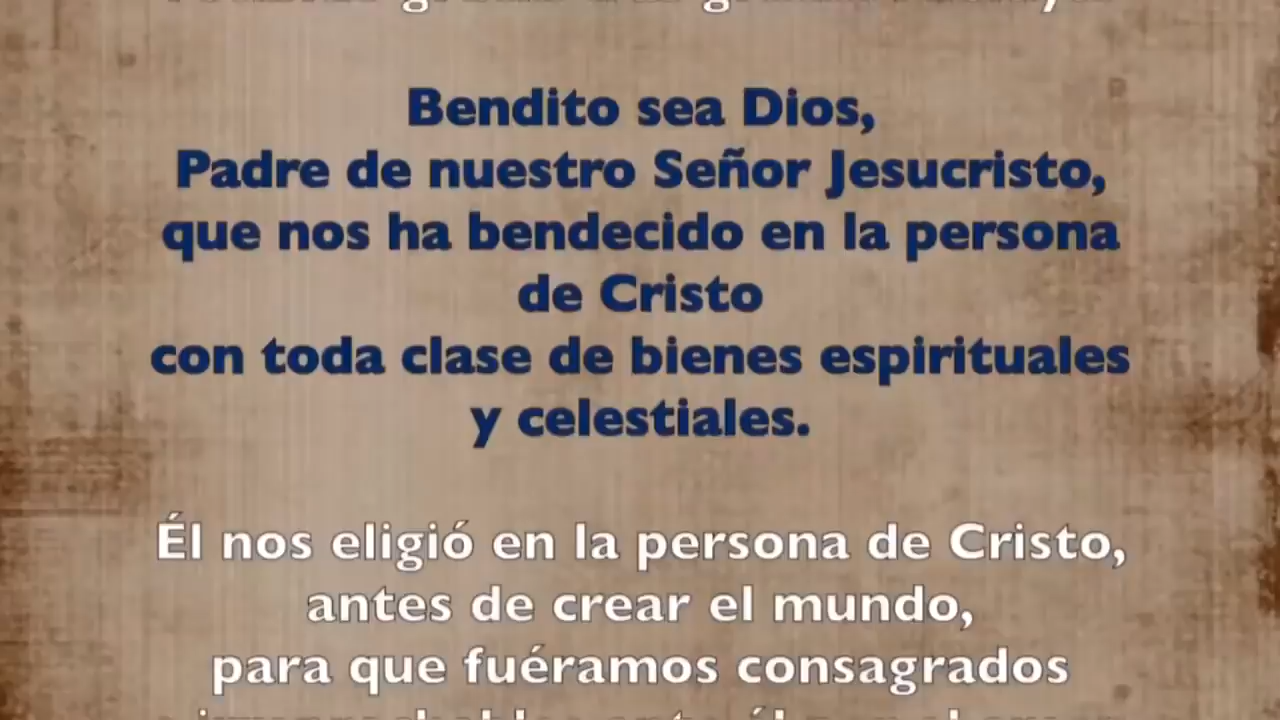 Bendito sea Dios,
Padre de nuestro Señor Jesucristo,
que nos ha bendecido en la persona
de Cristo
con toda clase de bienes espirituales
y celestiales.
Él nos eligió en la persona de Cristo,
antes de crear el mundo,
para que fuéramos consagrados